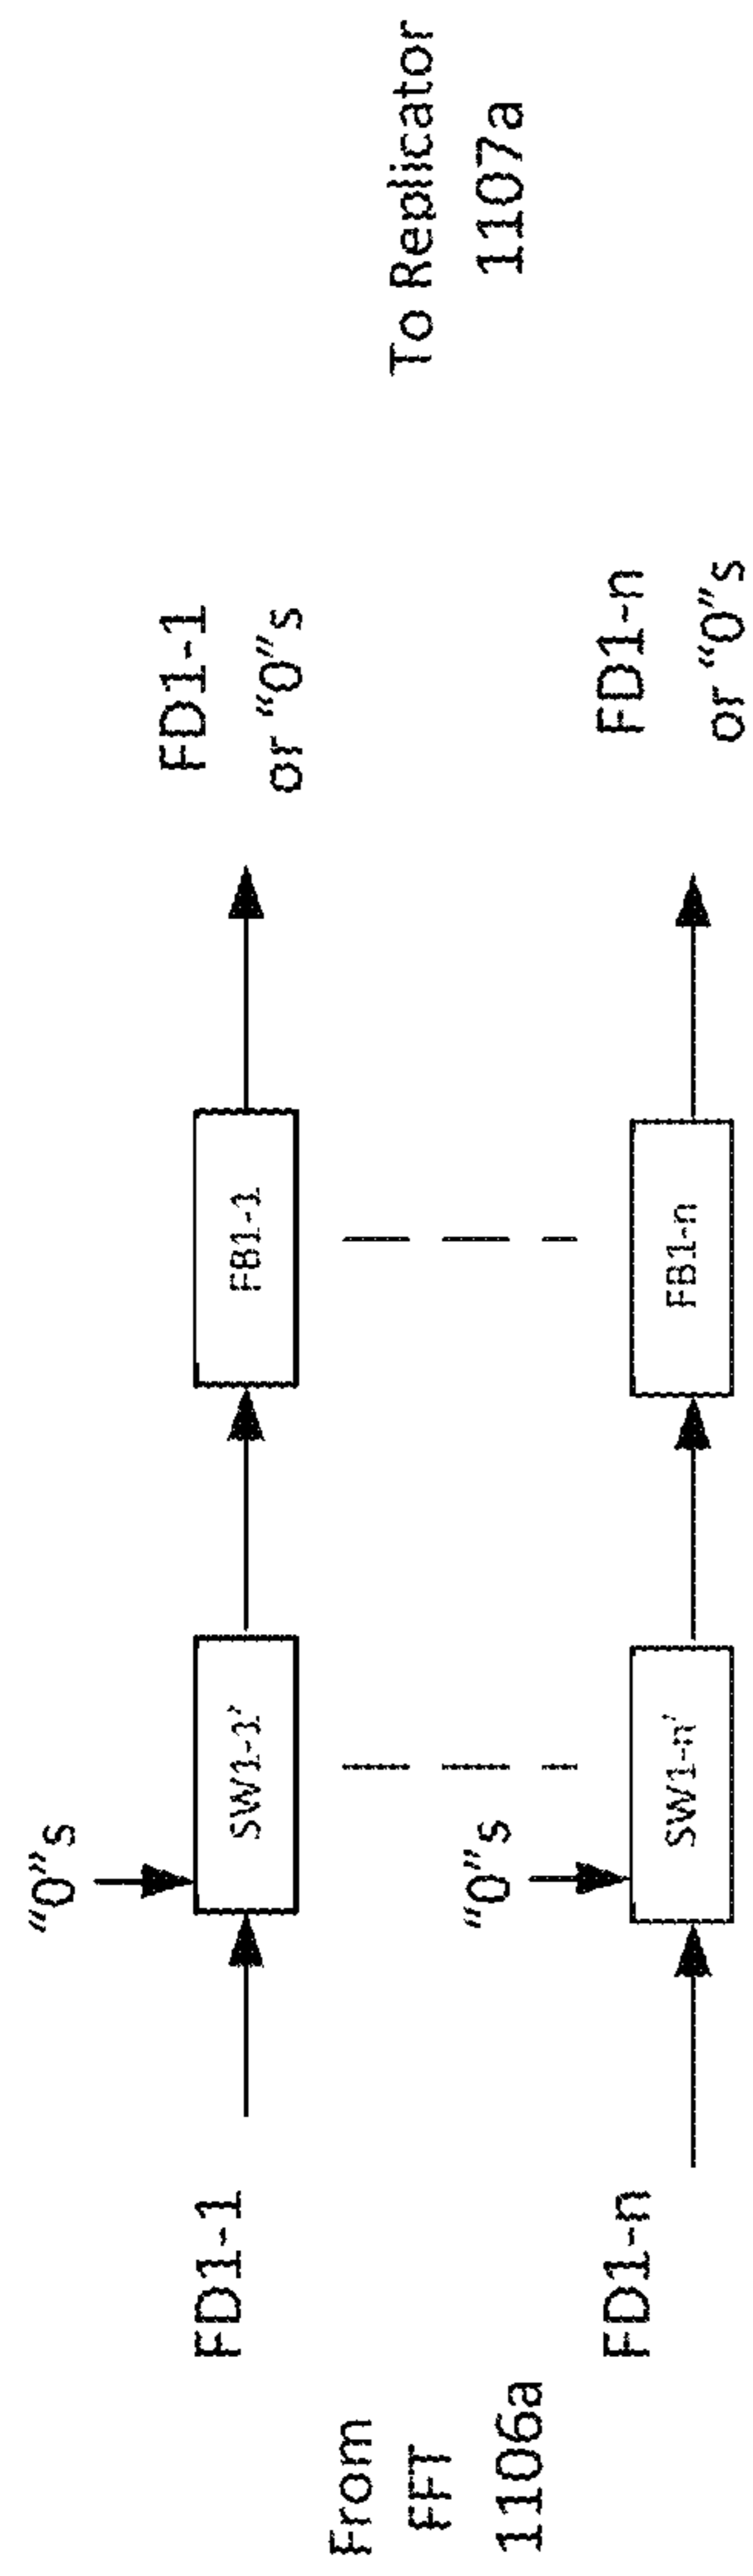 From
FFT
1106a
FD1-1
"0"s
SW1-1'
FB1-1
FD1-1
or "0"s
FD1-n
"0"s
SW1-n'
FB1-n
FD1-n
or "0"s
To Replicator
1107a